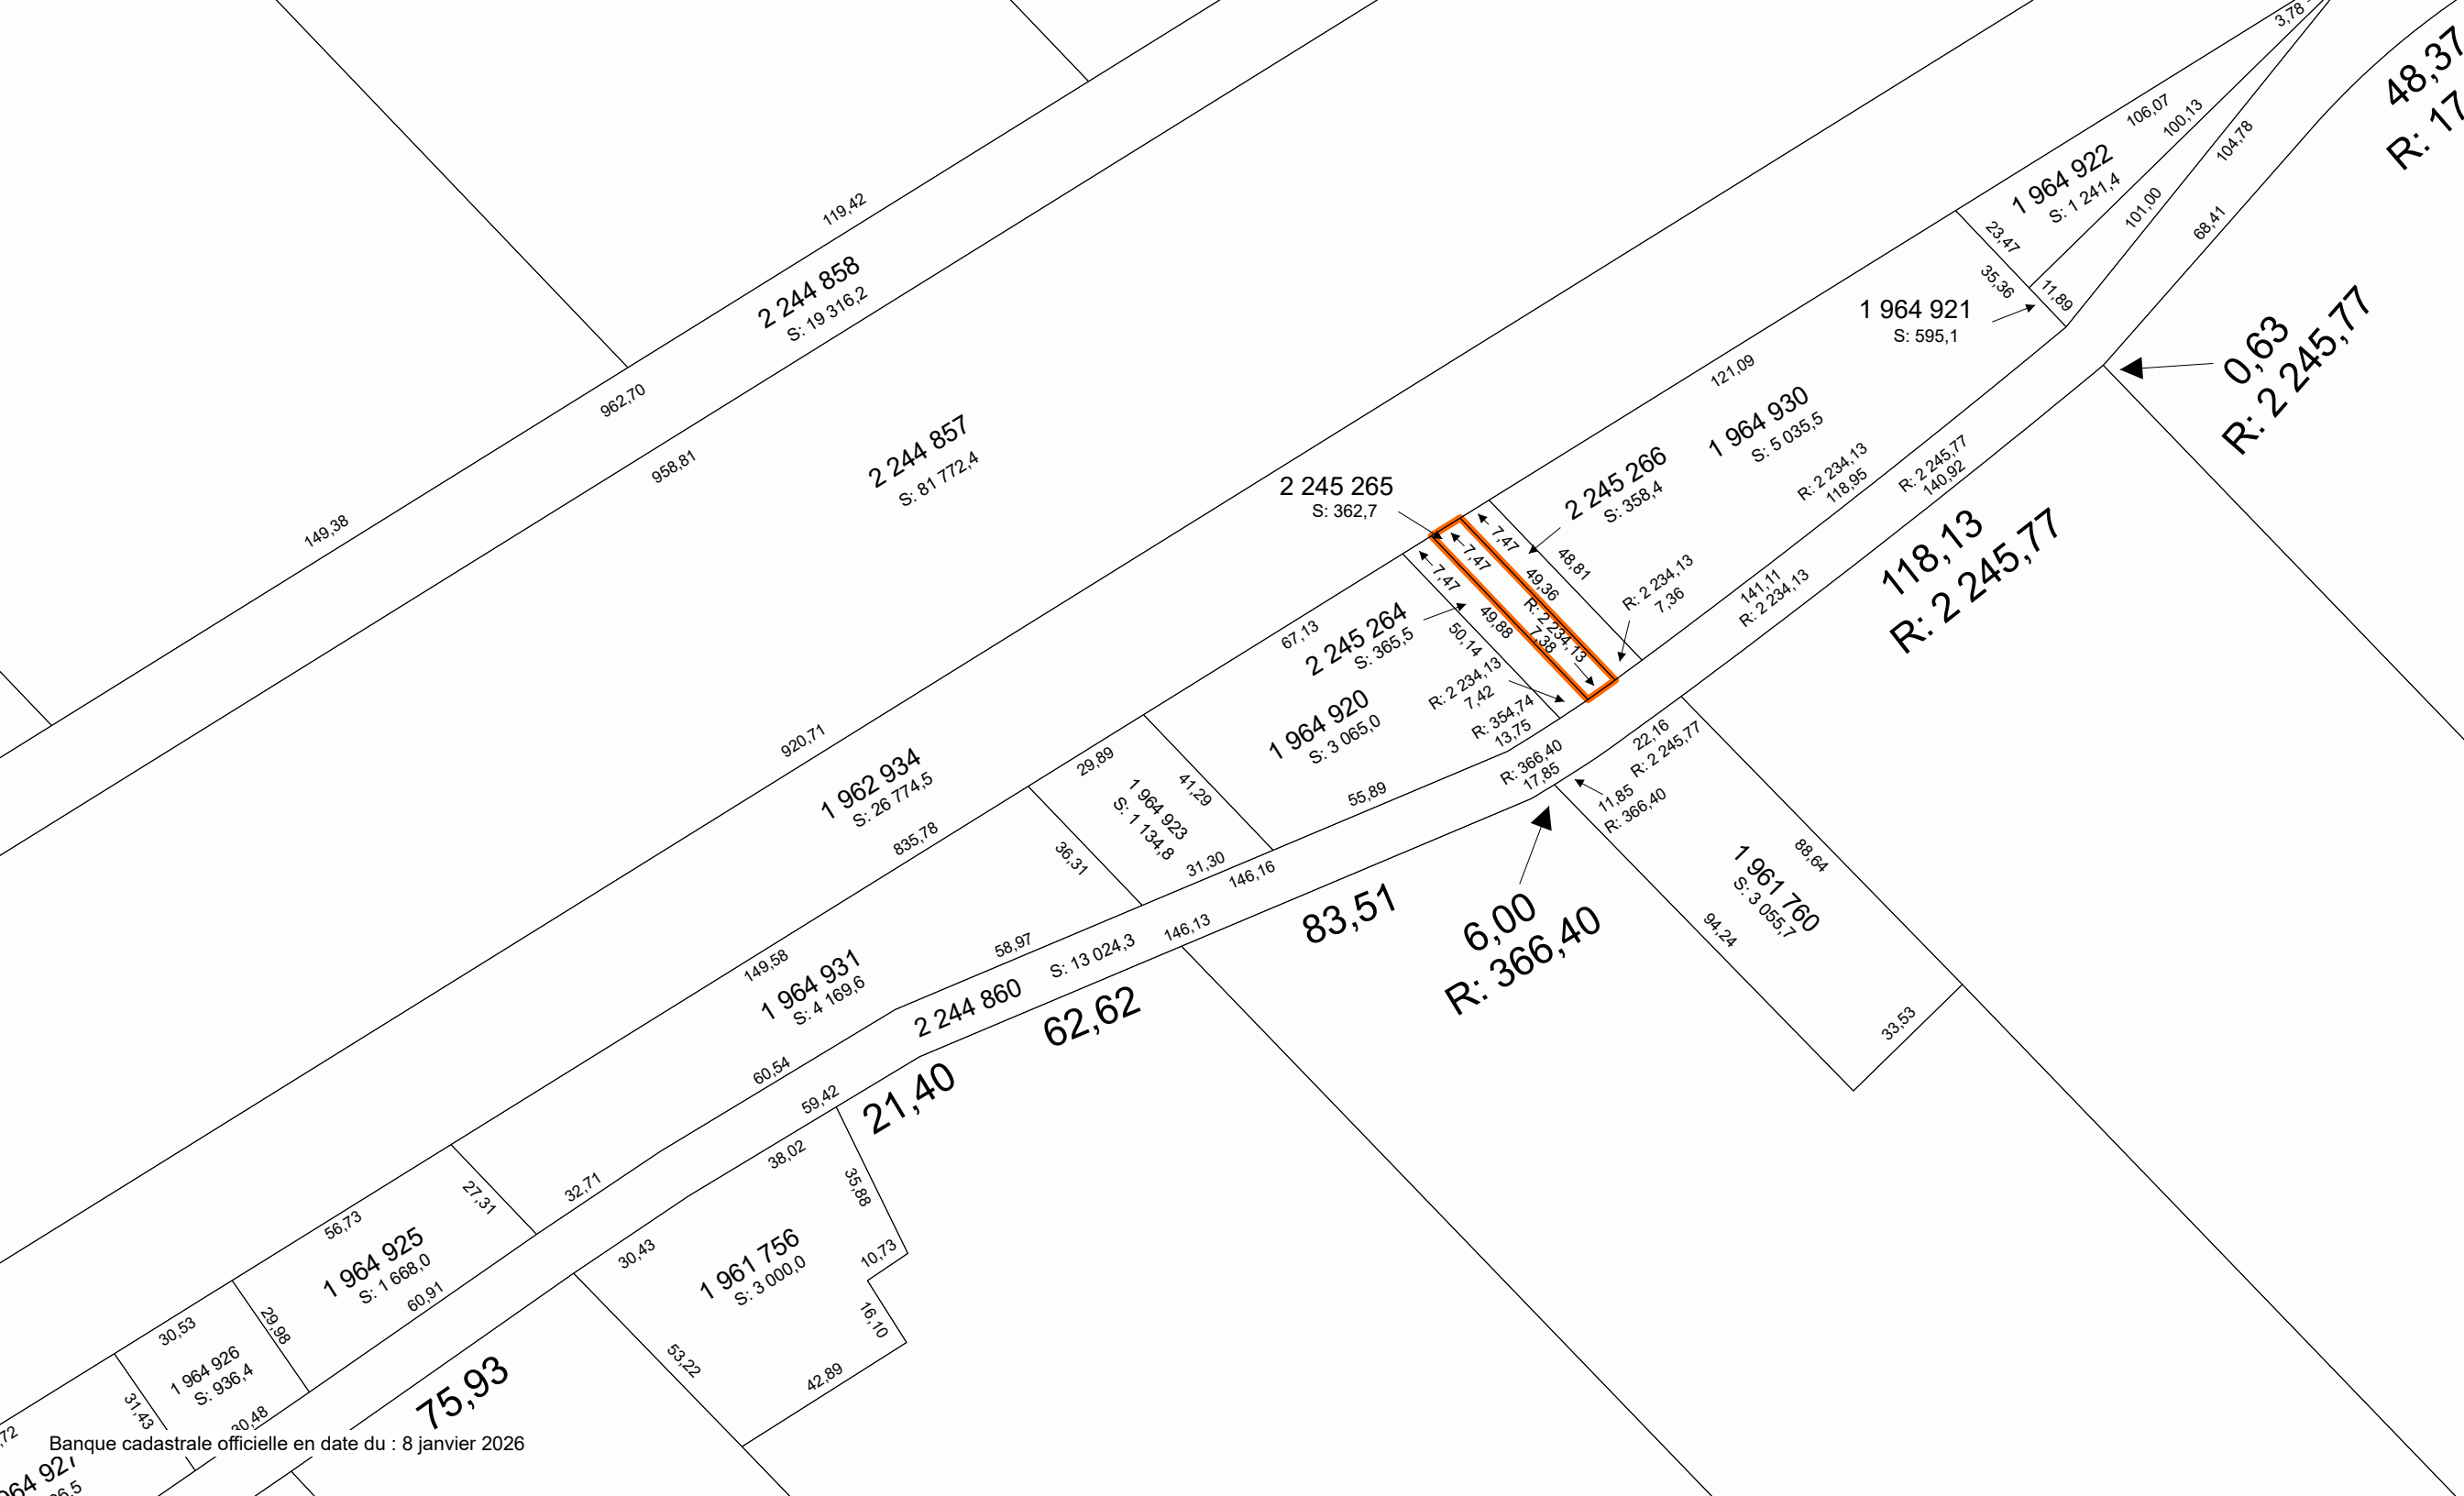 3,78
48,37
R: 17
106,07
100,13
104,78
1 964 922
S: 1 241,4
101,00
68,41
119,42
23,47
35,36
11,89
2 244 858
S: 19 316,2
1 964 921
S: 595,1
0,63
R: 2 245,77
962,70
121,09
958,81
2 244 857
S: 81 772,4
1 964 930
S: 5 035,5
149,38
2 245 265
S: 362,7
2 245 266
S: 358,4
R: 2 234,13
118,95
R: 2 245,77
140,92
118,13
R: 2 245,77
7,47
7,47
7,47
48,81
49,36
R: 2 234,13
7,38
49,88
50,14
R: 2 234,13
7,36
141,11
R: 2 234,13
67,13
2 245 264
S: 365,5
R: 2 234,13
7,42
R: 354,74
13,75
1 964 920
S: 3 065,0
920,71
1 962 934
S: 26 774,5
835,78
29,89
41,29
1 964 923
S: 1 134,8
36,31
31,30
55,89
R: 366,40
17,85
22,16
R: 2 245,77
11,85
R: 366,40
146,16
83,51
6,00
R: 366,40
1 961 760
S: 3 055,7
88,64
94,24
33,53
149,58
1 964 931
S: 4 169,6
58,97
146,13
2 244 860
S: 13 024,3
62,62
60,54
59,42
21,40
38,02
35,88
32,71
27,31
56,73
1 964 925
S: 1 668,0
60,91
30,43
1 961 756
S: 3 000,0
10,73
16,10
42,89
53,22
30,53
29,98
1 964 926
S: 936,4
31,43
30,48
75,93
,72
Banque cadastrale officielle en date du : 8 janvier 2026
964 927
6,5